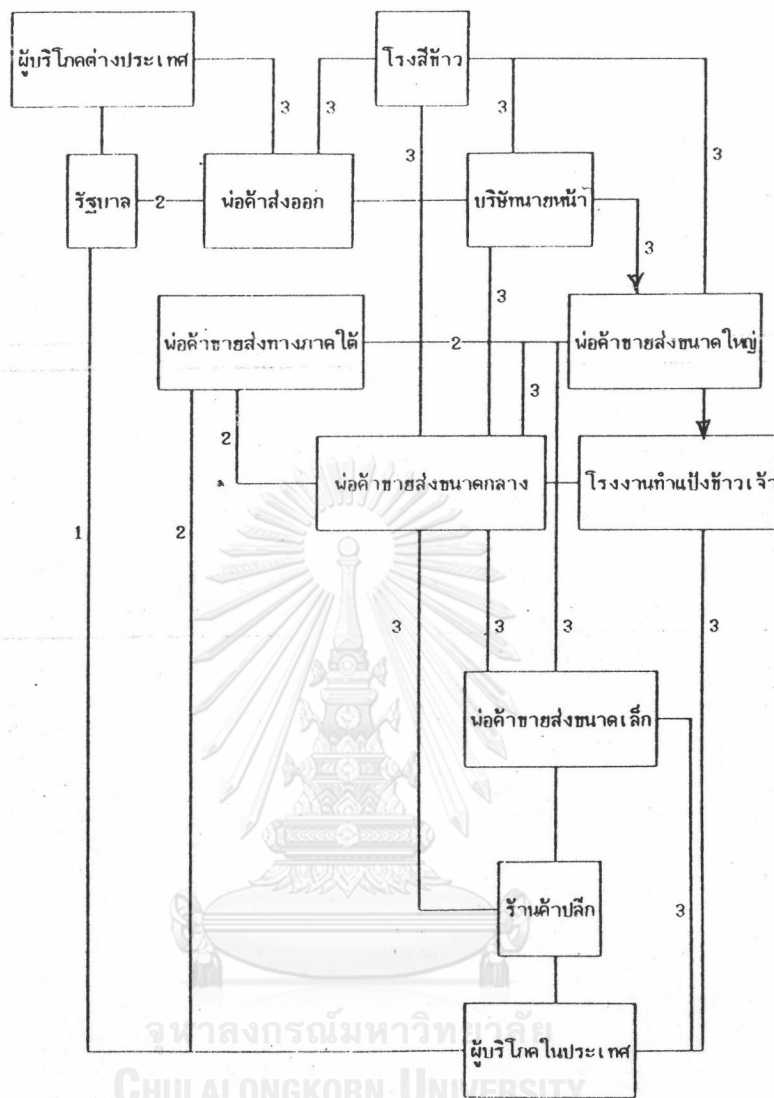 ผู้บริโภคต่างประเทศ
โรงสีข้าว
3
3
3
3
3
รัฐบาล
2
พ่อค้าส่งออก
บริษัทนายหน้า
3
3
พ่อค้าขายส่งทางภาคใต้
2
พ่อค้าขายส่งขนาดใหญ่
3
2
พ่อค้าขายส่งขนาดกลาง
โรงงานทำแป้งข้าวเจ้า
1
2
3
3
3
3
พ่อค้าขายส่งขนาดเล็ก
ร้านค้าปลีก
3
ผู้บริโภคในประเทศ
จุฬาลงกรณ์มหาวิทยาลัย
CHULALONGKORN UNIVERSITY